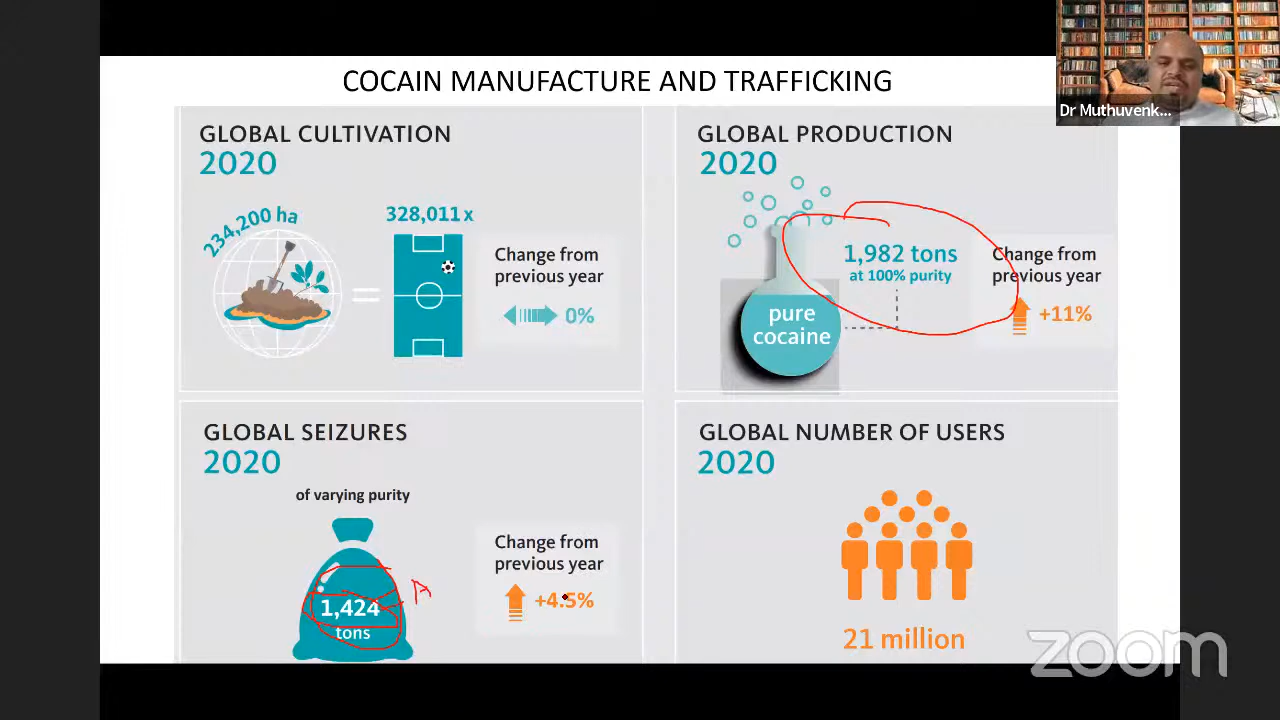 COCAIN MANUFACTURE AND TRAFFICKING
Dr Muthuvenk...
GLOBAL CULTIVATION
2020
234,200 ha
328,011 x
Change from
previous year
0%
GLOBAL PRODUCTION
2020
1,982 tons
at 100% purity
pure
cocaine
Change from
previous year
+11%
GLOBAL SEIZURES
2020
of varying purity
1,424
tons
A
Change from
previous year
+4.5%
GLOBAL NUMBER OF USERS
2020
21 million
zoom